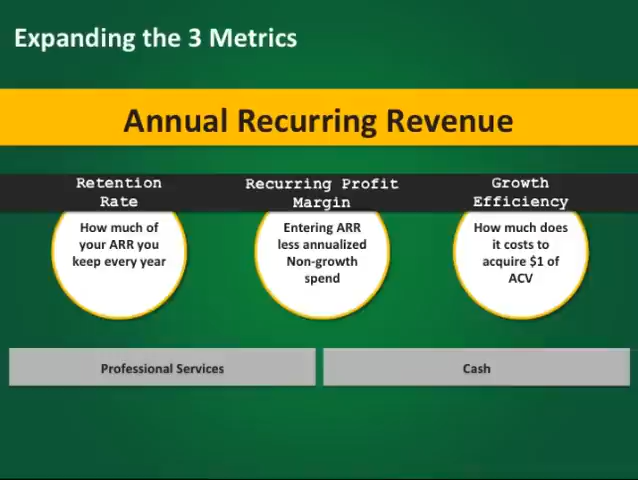 Expanding the 3 Metrics
Annual Recurring Revenue
Retention
Rate
How much of
your ARR you
keep every year
Recurring Profit
Margin
Entering ARR
less annualized
Non-growth
spend
Growth
Efficiency
How much does
it costs to
acquire $1 of
ACV
Professional Services
Cash